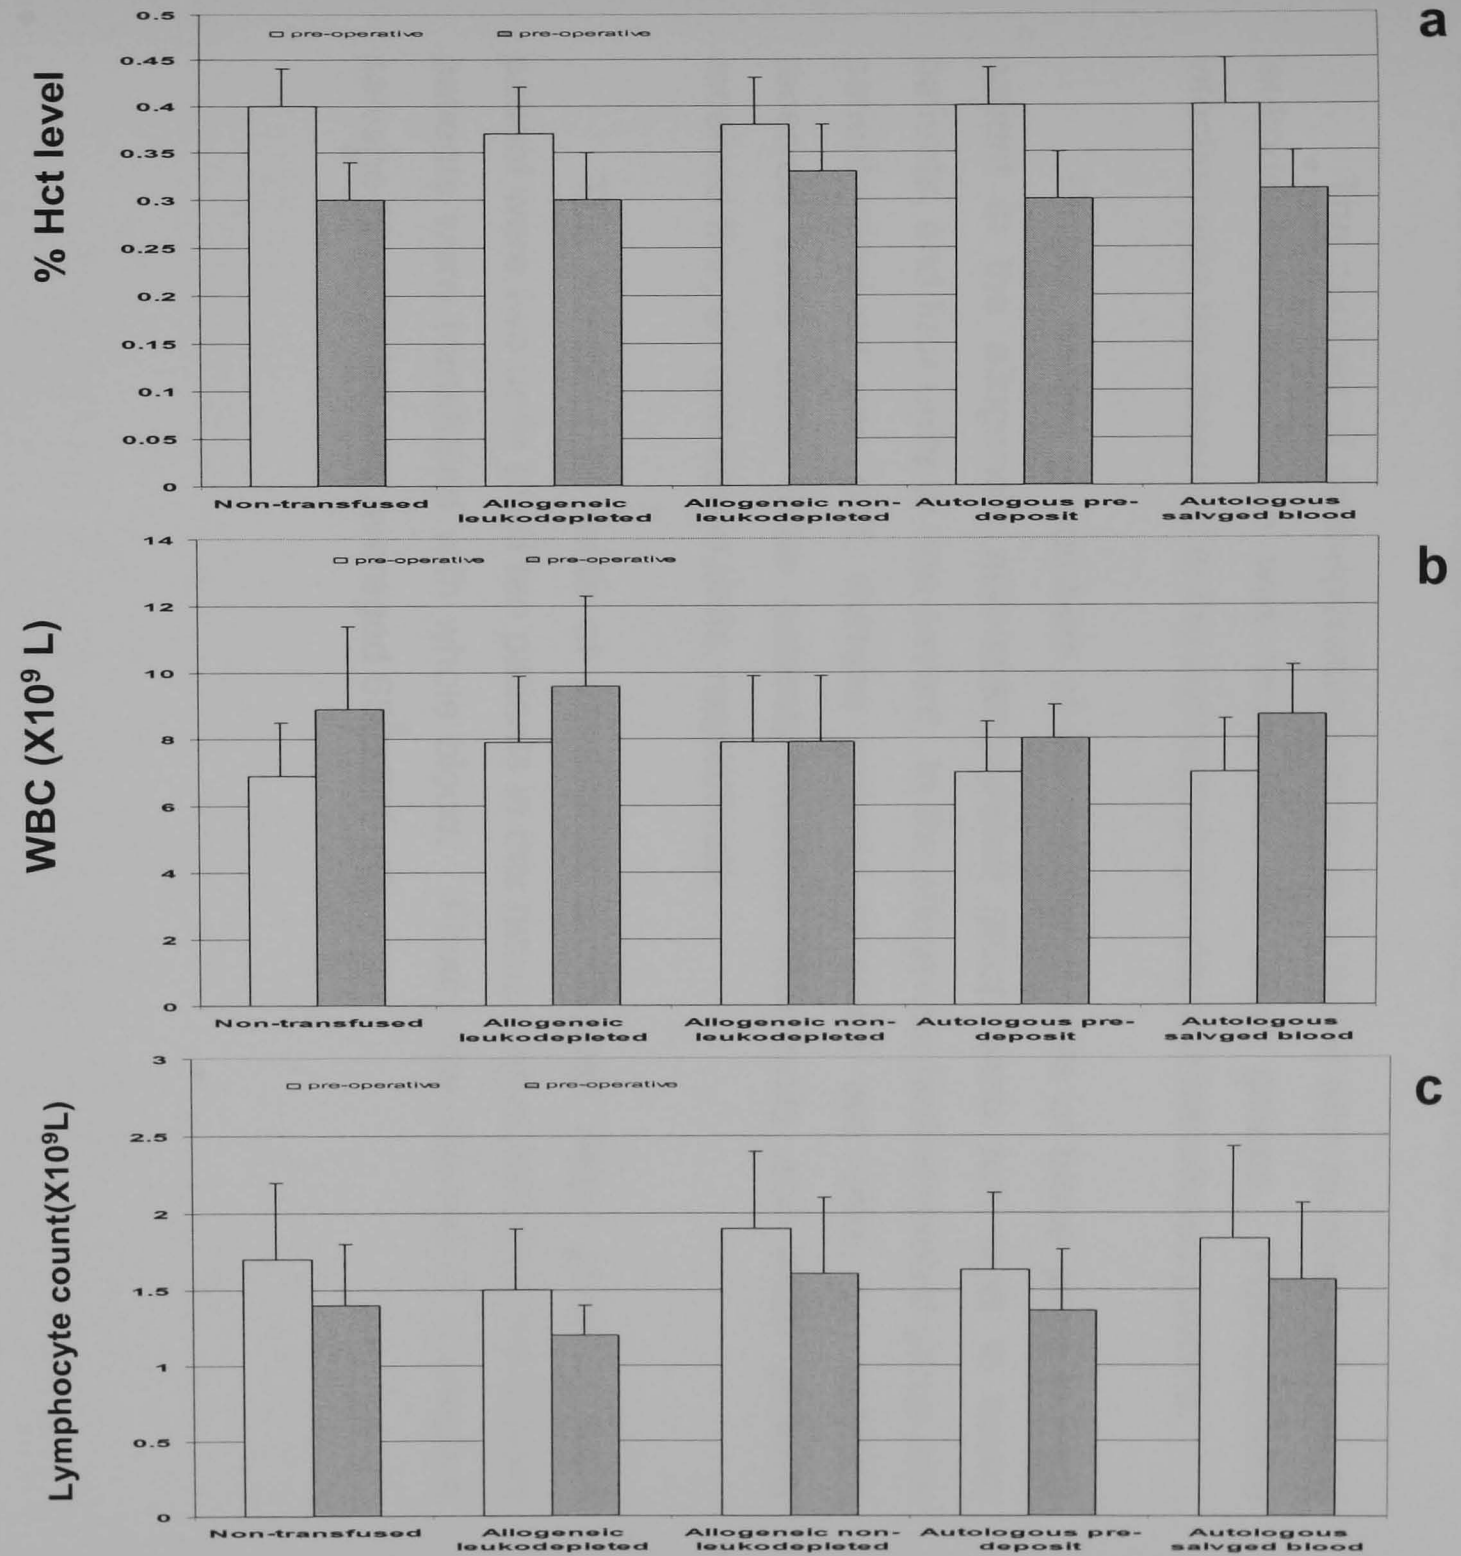 a
% Hct level
0.5
pre-operative pre-operative
0.45
0.4
0.35
0.3
0.25
0.2
0.15
0.1
0.05
0
Non-transfused
Allogeneic
leukodepleted
Allogeneic non-
leukodepleted
Autologous pre-
deposit
Autologous
salvged blood
b
WBC (X10⁹ L)
14
pre-operative pre-operative
12
10
8
6
4
2
0
Non-transfused
Allogeneic
leukodepleted
Allogeneic non-
leukodepleted
Autologous pre-
deposit
Autologous
salvged blood
c
Lymphocyte count(X10⁹L)
3
pre-operative pre-operative
2.5
2
1.5
1
0.5
0
Non-transfused
Allogeneic
leukodepleted
Allogeneic non-
leukodepleted
Autologous pre-
deposit
Autologous
salvged blood